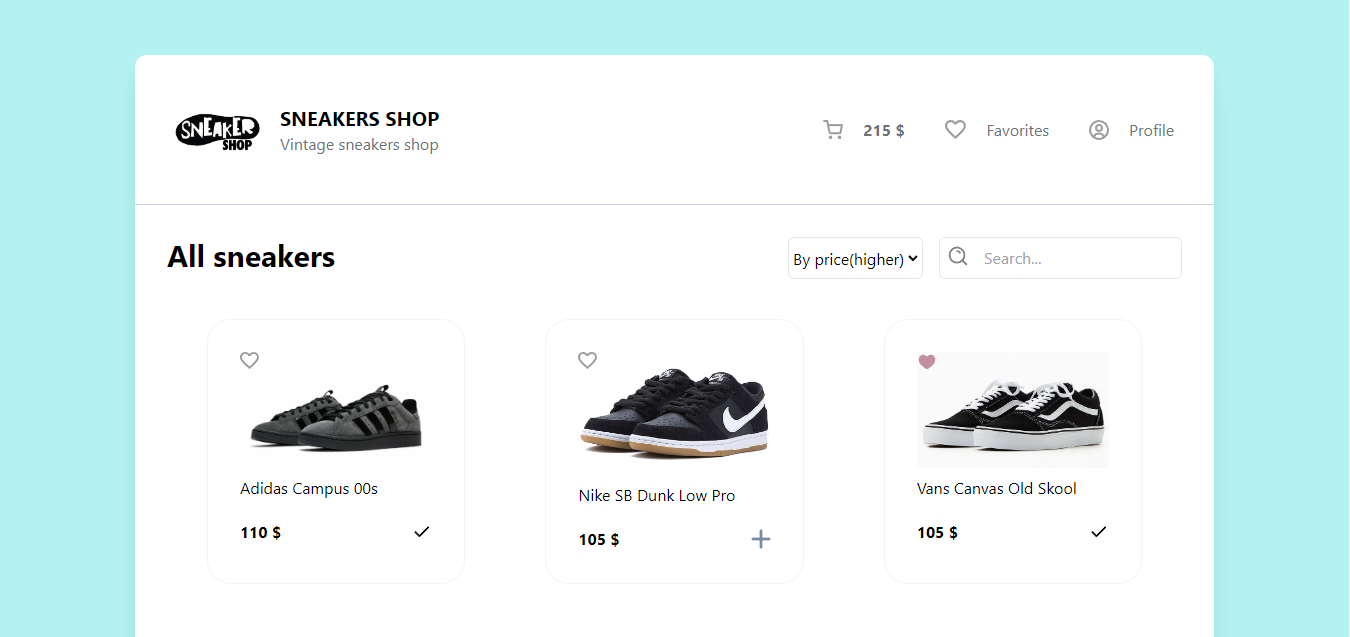 SNEAKER
SHOP
SNEAKERS SHOP
Vintage sneakers shop
215 $
Favorites
Profile
All sneakers
By price(higher)
Search...
Adidas Campus 00s
110 $
Nike SB Dunk Low Pro
105 $
Vans Canvas Old Skool
105 $